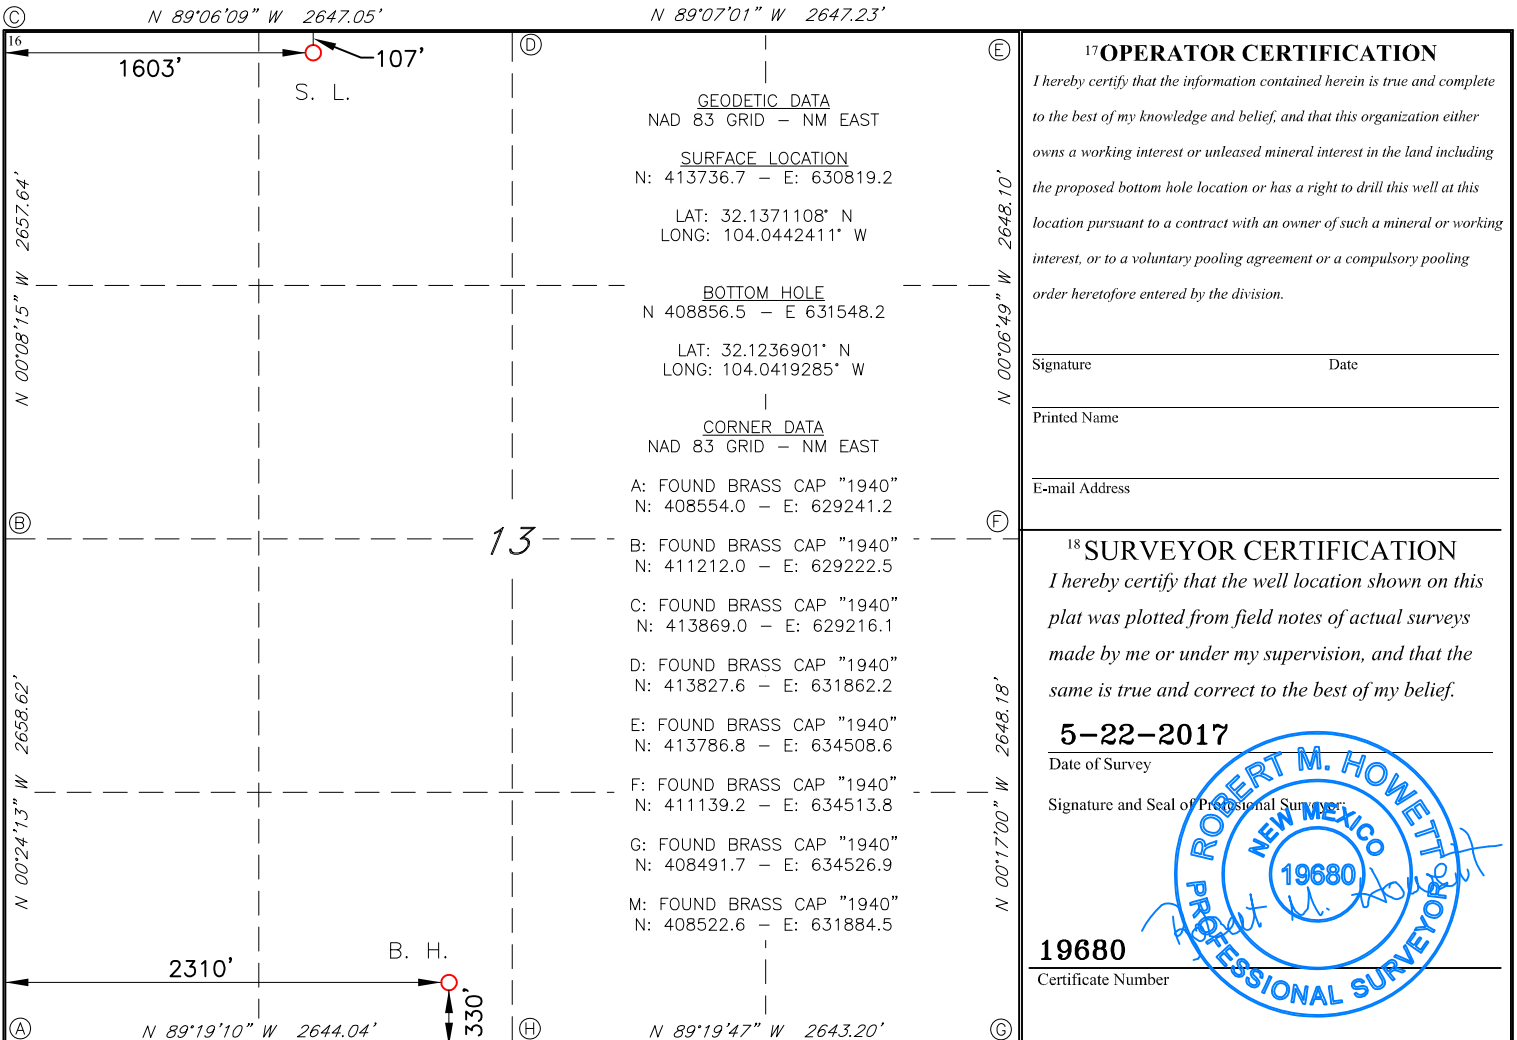 Ⓒ N 89°06'09" W 2647.05' N 89°07'01" W 2647.23'
16
1603'
107'
S. L.
Ⓓ
Ⓔ
N 00°08'15" W 2657.64'
Ⓑ
N 00°24'13" W 2658.62'
13
GEODETIC DATA
NAD 83 GRID – NM EAST
SURFACE LOCATION
N: 413736.7 – E: 630819.2
LAT: 32.1371108° N
LONG: 104.0442411° W
BOTTOM HOLE
N 408856.5 – E 631548.2
LAT: 32.1236901° N
LONG: 104.0419285° W
CORNER DATA
NAD 83 GRID – NM EAST
A: FOUND BRASS CAP "1940"
N: 408554.0 – E: 629241.2
B: FOUND BRASS CAP "1940"
N: 411212.0 – E: 629222.5
C: FOUND BRASS CAP "1940"
N: 413869.0 – E: 629216.1
D: FOUND BRASS CAP "1940"
N: 413827.6 – E: 631862.2
E: FOUND BRASS CAP "1940"
N: 413786.8 – E: 634508.6
F: FOUND BRASS CAP "1940"
N: 411139.2 – E: 634513.8
G: FOUND BRASS CAP "1940"
N: 408491.7 – E: 634526.9
M: FOUND BRASS CAP "1940"
N: 408522.6 – E: 631884.5
N 00°06'49" W 2648.10'
Ⓕ
N 00°17'00" W 2648.18'
B. H.
2310'
330'
Ⓐ N 89°19'10" W 2644.04' Ⓗ N 89°19'47" W 2643.20' Ⓖ
17 OPERATOR CERTIFICATION
I hereby certify that the information contained herein is true and complete
to the best of my knowledge and belief, and that this organization either
owns a working interest or unleased mineral interest in the land including
the proposed bottom hole location or has a right to drill this well at this
location pursuant to a contract with an owner of such a mineral or working
interest, or to a voluntary pooling agreement or a compulsory pooling
order heretofore entered by the division.
Signature Date
Printed Name
E-mail Address
18 SURVEYOR CERTIFICATION
I hereby certify that the well location shown on this
plat was plotted from field notes of actual surveys
made by me or under my supervision, and that the
same is true and correct to the best of my belief.
5-22-2017
Date of Survey
Signature and Seal of Profesional Surveyor:
ROBERT M. HOWETT
NEW MEXICO
19680
PROFESSIONAL SURVEYOR
Robert M. Howett
19680
Certificate Number